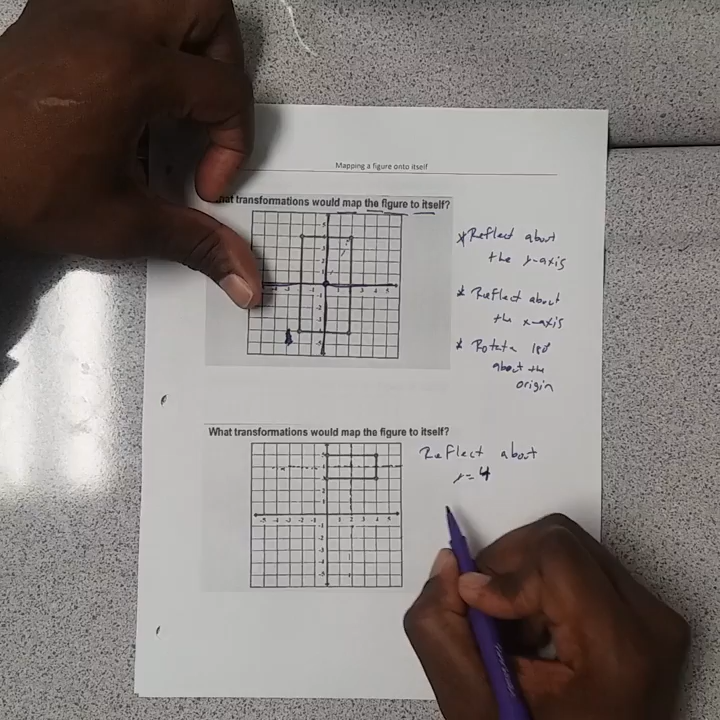 Mapping a figure onto itself
at transformations would map the figure to itself?
* Reflect about
the y-axis
* Reflect about
the x-axis
* Rotate 180°
about the
origin
What transformations would map the figure to itself?
Reflect about
y=4